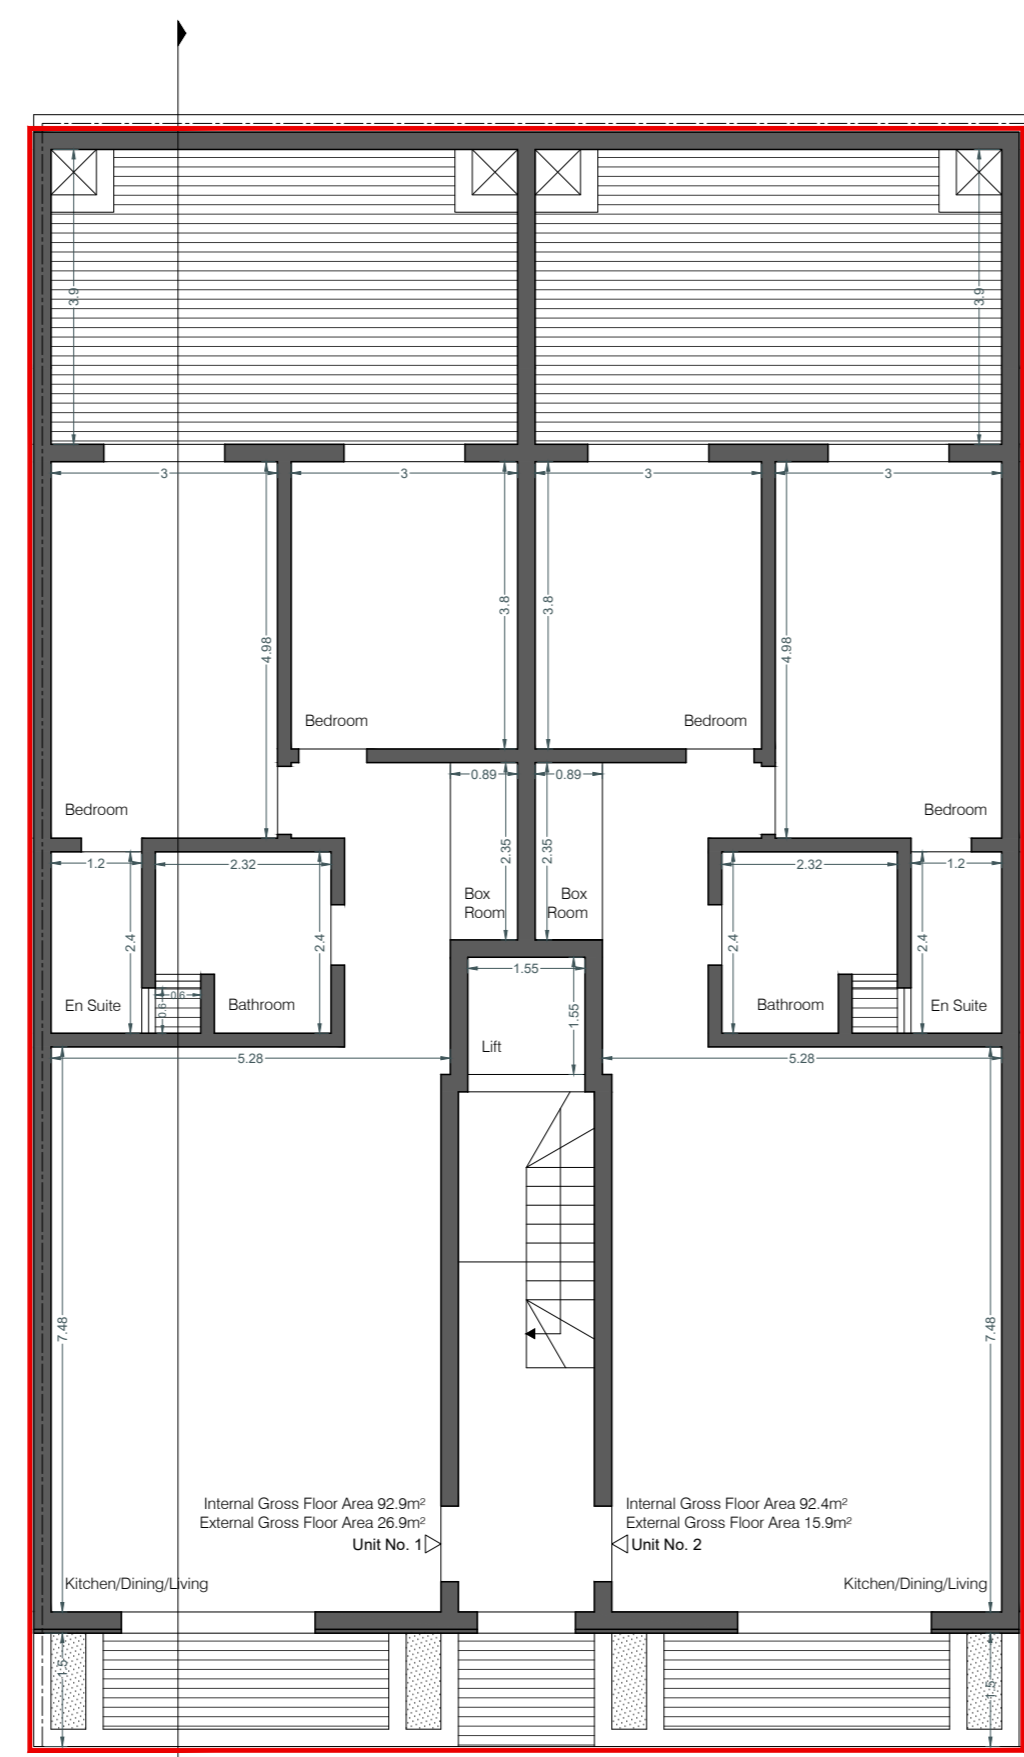 3.9
3.9
3
3
3
3
4.98
3.8
3.8
4.98
Bedroom
Bedroom
0.89
0.89
Bedroom
Bedroom
1.2
2.32
2.35
2.35
2.32
1.2
Box
Room
Box
Room
2.4
2.4
2.4
2.4
1.55
0.6
0.6
En Suite
Bathroom
1.55
Bathroom
En Suite
Lift
5.28
5.28
7.48
7.48
Internal Gross Floor Area 92.9m²
External Gross Floor Area 26.9m²
Unit No. 1
Internal Gross Floor Area 92.4m²
External Gross Floor Area 15.9m²
Unit No. 2
Kitchen/Dining/Living
Kitchen/Dining/Living
1.5
1.5